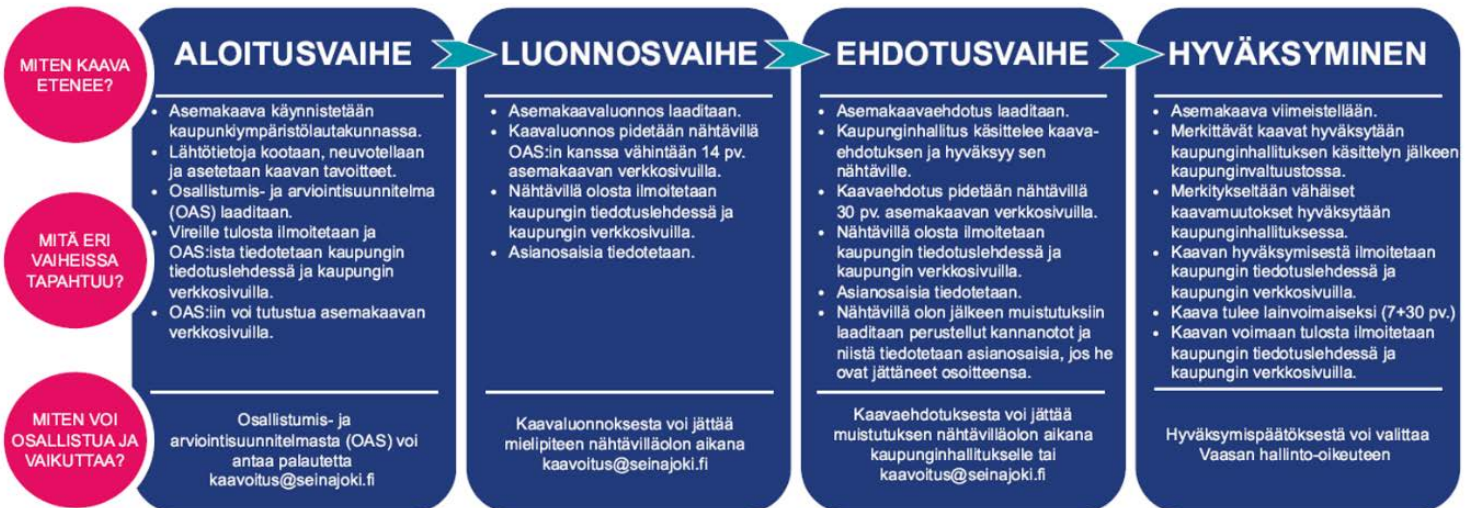 MITEN KAAVA
ETENEE?
MITÄ ERI
VAIHEISSA
TAPAHTUU?
MITEN VOI
OSALLISTUA JA
VAIKUTTAA?
ALOITUSVAIHE
• Asemakaava käynnistetään
kaupunkiympäristölautakunnassa.
• Lähtötietoja kootaan, neuvotellaan
ja asetetaan kaavan tavoitteet.
• Osallistumis- ja arviointisuunnitelma
(OAS) laaditaan.
• Vireille tulosta ilmoitetaan ja
OAS:ista tiedotetaan kaupungin
tiedotuslehdessä ja kaupungin
verkkosivuilla.
• OAS:iin voi tutustua asemakaavan
verkkosivuilla.
Osallistumis- ja
arviointisuunnitelmasta (OAS) voi
antaa palautetta
kaavoitus@seinajoki.fi
LUONNOSVAIHE
• Asemakaavaluonnos laaditaan.
• Kaavaluonnos pidetään nähtävillä
OAS:in kanssa vähintään 14 pv.
asemakaavan verkkosivuilla.
• Nähtävillä olosta ilmoitetaan
kaupungin tiedotuslehdessä ja
kaupungin verkkosivuilla.
• Asianosaisia tiedotetaan.
Kaavaluonnoksesta voi jättää
mielipiteen nähtävilläolon aikana
kaavoitus@seinajoki.fi
EHDOTUSVAIHE
• Asemakaavaehdotus laaditaan.
• Kaupunginhallitus käsittelee kaava-
ehdotuksen ja hyväksyy sen
nähtäville.
• Kaavaehdotus pidetään nähtävillä
30 pv. asemakaavan verkkosivuilla.
• Nähtävillä olosta ilmoitetaan
kaupungin tiedotuslehdessä ja
kaupungin verkkosivuilla.
• Asianosaisia tiedotetaan.
• Nähtävillä olon jälkeen muistutuksiin
laaditaan perustellut kannanotot ja
niistä tiedotetaan asianosaisia, jos he
ovat jättäneet osoitteensa.
Kaavaehdotuksesta voi jättää
muistutuksen nähtävilläolon aikana
kaupunginhallitukselle tai
kaavoitus@seinajoki.fi
HYVÄKSYMINEN
• Asemakaava viimeistellään.
• Merkittävät kaavat hyväksytään
kaupunginhallituksen käsittelyn jälkeen
kaupunginvaltuustossa.
• Merkitykseltään vähäiset
kaavamuutokset hyväksytään
kaupunginhallituksessa.
• Kaavan hyväksymisestä ilmoitetaan
kaupungin tiedotuslehdessä ja
kaupungin verkkosivuilla.
• Kaava tulee lainvoimaiseksi (7+30 pv.)
• Kaavan voimaan tulosta ilmoitetaan
kaupungin tiedotuslehdessä ja
kaupungin verkkosivuilla.
Hyväksymispäätöksestä voi valittaa
Vaasan hallinto-oikeuteen